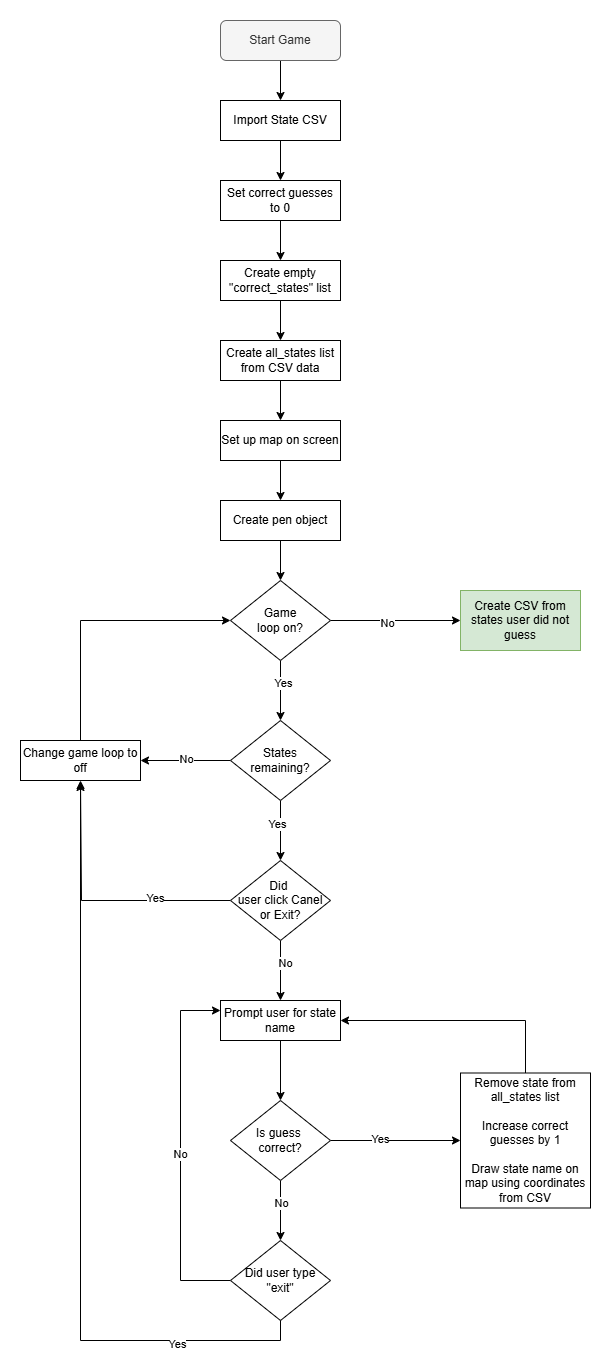 Start Game
Import State CSV
Set correct guesses
to 0
Create empty
"correct_states" list
Create all_states list
from CSV data
Set up map on screen
Create pen object
Game
loop on?
No
Create CSV from
states user did not
guess
Yes
Change game loop to
off
No
States
remaining?
Yes
Did
user click Canel
or Exit?
Yes
No
Prompt user for state
name
Is guess
correct?
Yes
Remove state from
all_states list
Increase correct
guesses by 1
Draw state name on
map using coordinates
from CSV
No
No
Did user type
"exit"
Yes